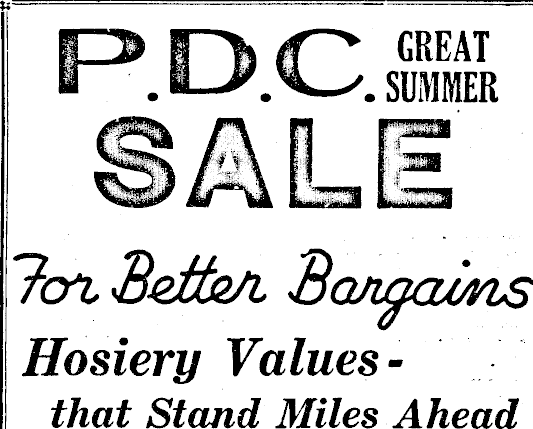 P.D.C. GREAT SUMMER
SALE
For Better Bargains
Hosiery Values-
that Stand Miles Ahead